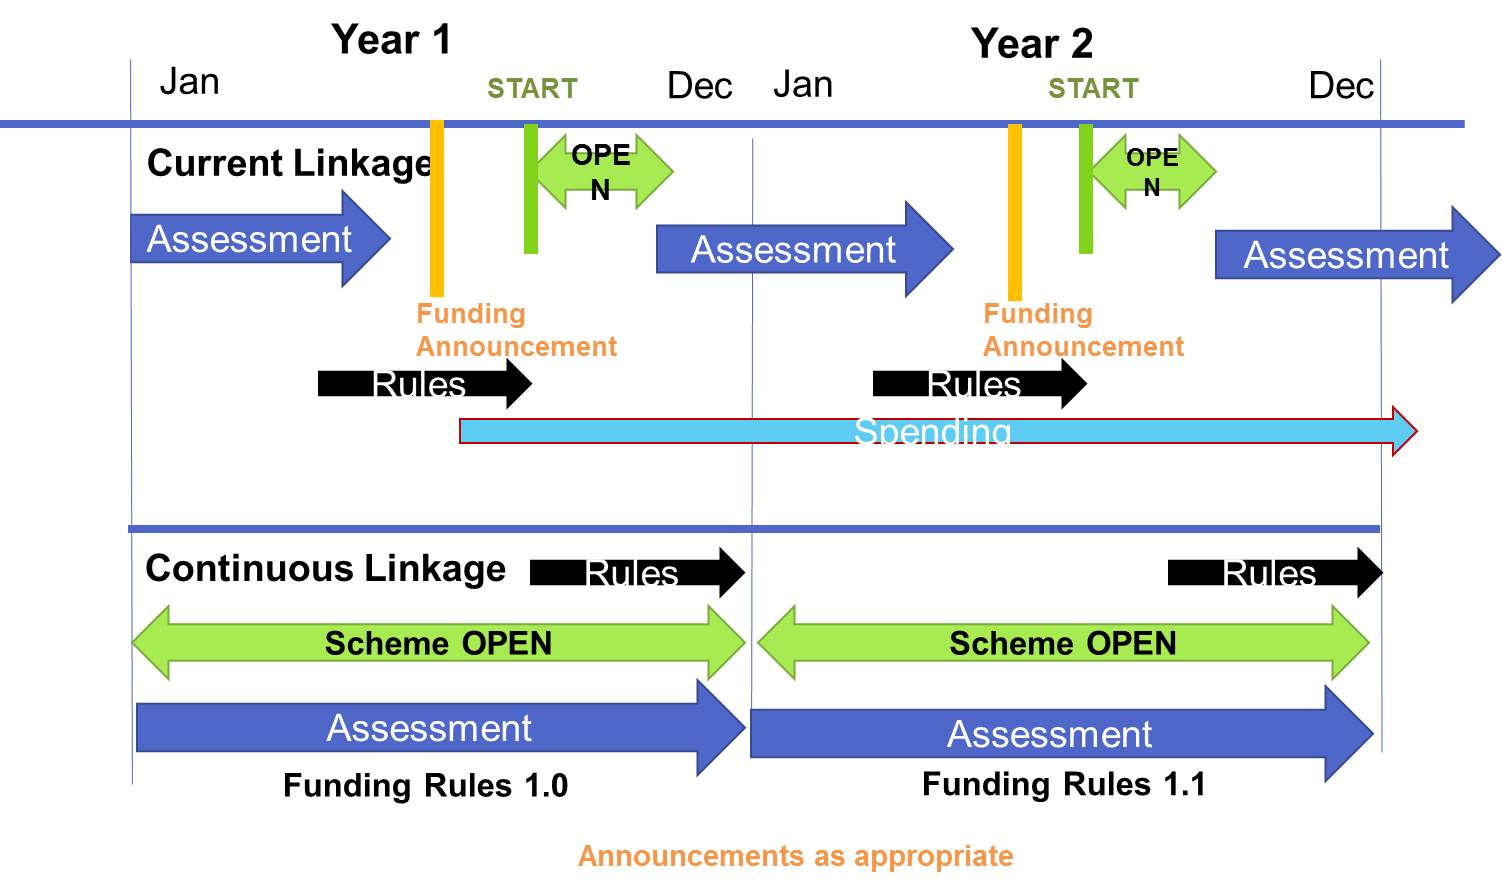 Year 1
Year 2
Jan
START
Dec
Jan
START
Dec
Current Linkage
OPE
N
OPE
N
Assessment
Assessment
Assessment
Funding
Announcement
Funding
Announcement
Rules
Rules
Spending
Continuous Linkage
Rules
Rules
Scheme OPEN
Scheme OPEN
Assessment
Assessment
Funding Rules 1.0
Funding Rules 1.1
Announcements as appropriate